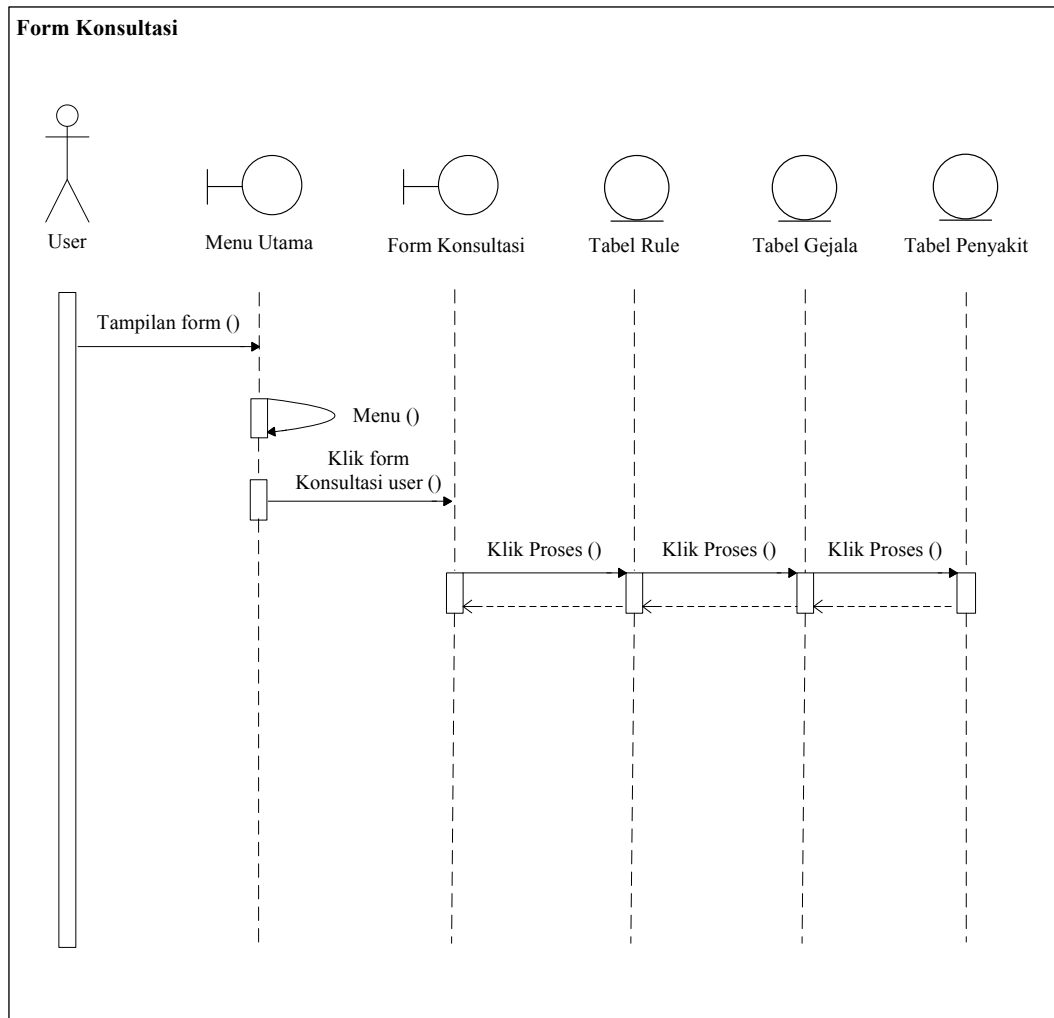 Form Konsultasi
User
Menu Utama
Form Konsultasi
Tabel Rule
Tabel Gejala
Tabel Penyakit
Tampilan form ()
Menu ()
Klik form
Konsultasi user ()
Klik Proses ()
Klik Proses ()
Klik Proses ()